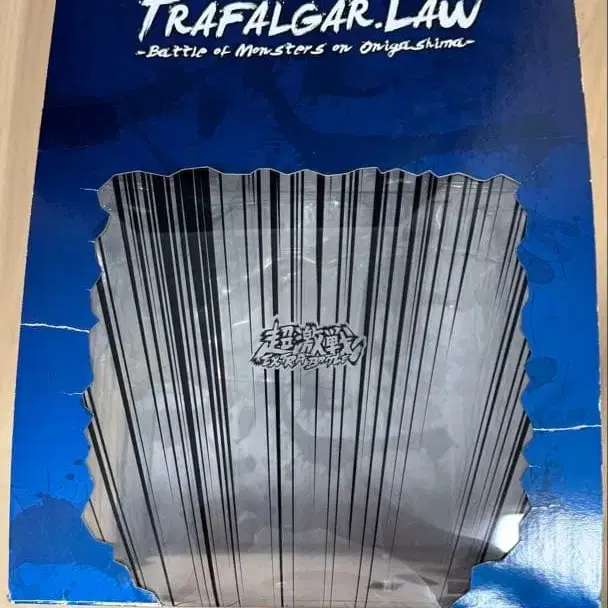 TRAFALGAR.LAW
-Battle of Monsters on Onigashima-
超激戦